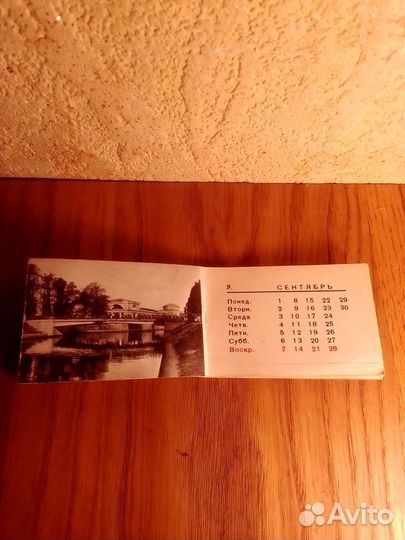 9. СЕНТЯБРЬ
Понед. 1 8 15 22 29
Втори. 2 9 16 23 30
Среда 3 10 17 24
Четв. 4 11 18 25
Пятн. 5 12 19 26
Субб. 6 13 20 27
Воскр. 7 14 21 28
Avito